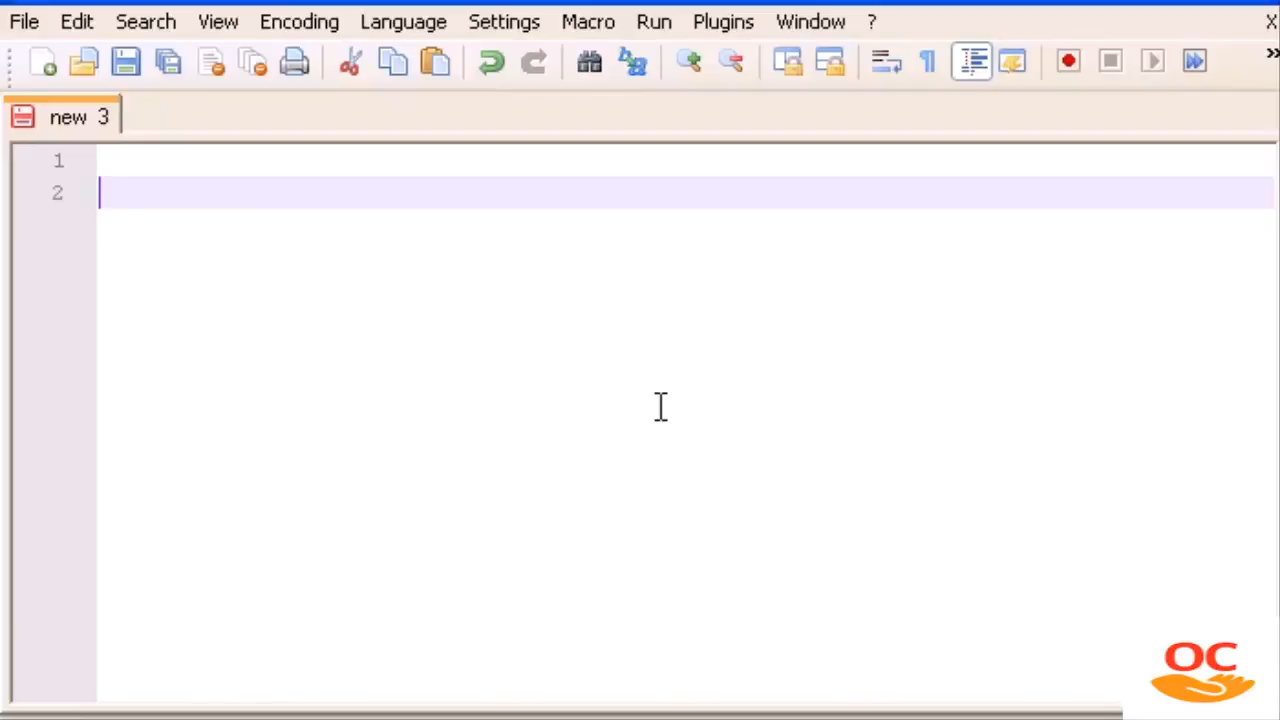 File Edit Search View Encoding Language Settings Macro Run Plugins Window ? X
»
new 3
1
2
OC